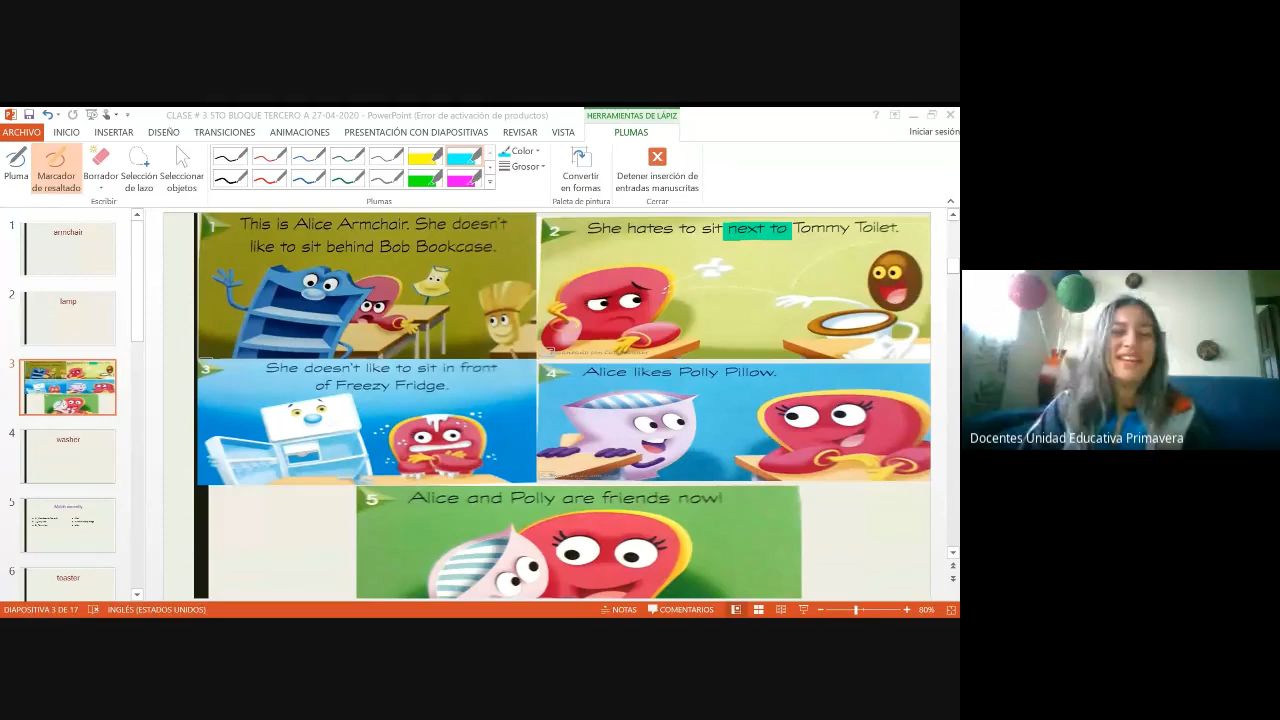 CLASE # 3 5TO BLOQUE TERCERO A 27-04-2020 - PowerPoint (Error de activación de productos)
HERRAMIENTAS DE LÁPIZ
ARCHIVO INICIO INSERTAR DISEÑO TRANSICIONES ANIMACIONES PRESENTACIÓN CON DIAPOSITIVAS REVISAR VISTA PLUMAS
Iniciar sesión
Pluma
Marcador de resaltado
Borrador
Selección de lazo
Seleccionar objetos
Color
Grosor
Convertir en formas
Detener inserción de entradas manuscritas
Escribir
Plumas
Paleta de pintura
Cerrar
1
armchair
2
lamp
3
4
washer
5
6
toaster
1
This is Alice Armchair. She doesn't
like to sit behind Bob Bookcase.
2
She hates to sit next to Tommy Toilet.
3
She doesn't like to sit in front
of Freezy Fridge.
4
Alice likes Polly Pillow.
5
Alice and Polly are friends now!
Docentes Unidad Educativa Primavera
DIAPOSITIVA 3 DE 17
INGLÉS (ESTADOS UNIDOS)
NOTAS
COMENTARIOS
80%